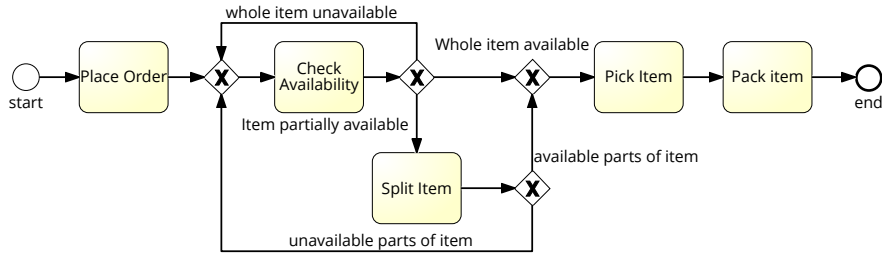 whole item unavailable
Whole item available
Place Order
Check
Availability
Pick Item
Pack item
start
end
Item partially available
available parts of item
Split Item
unavailable parts of item